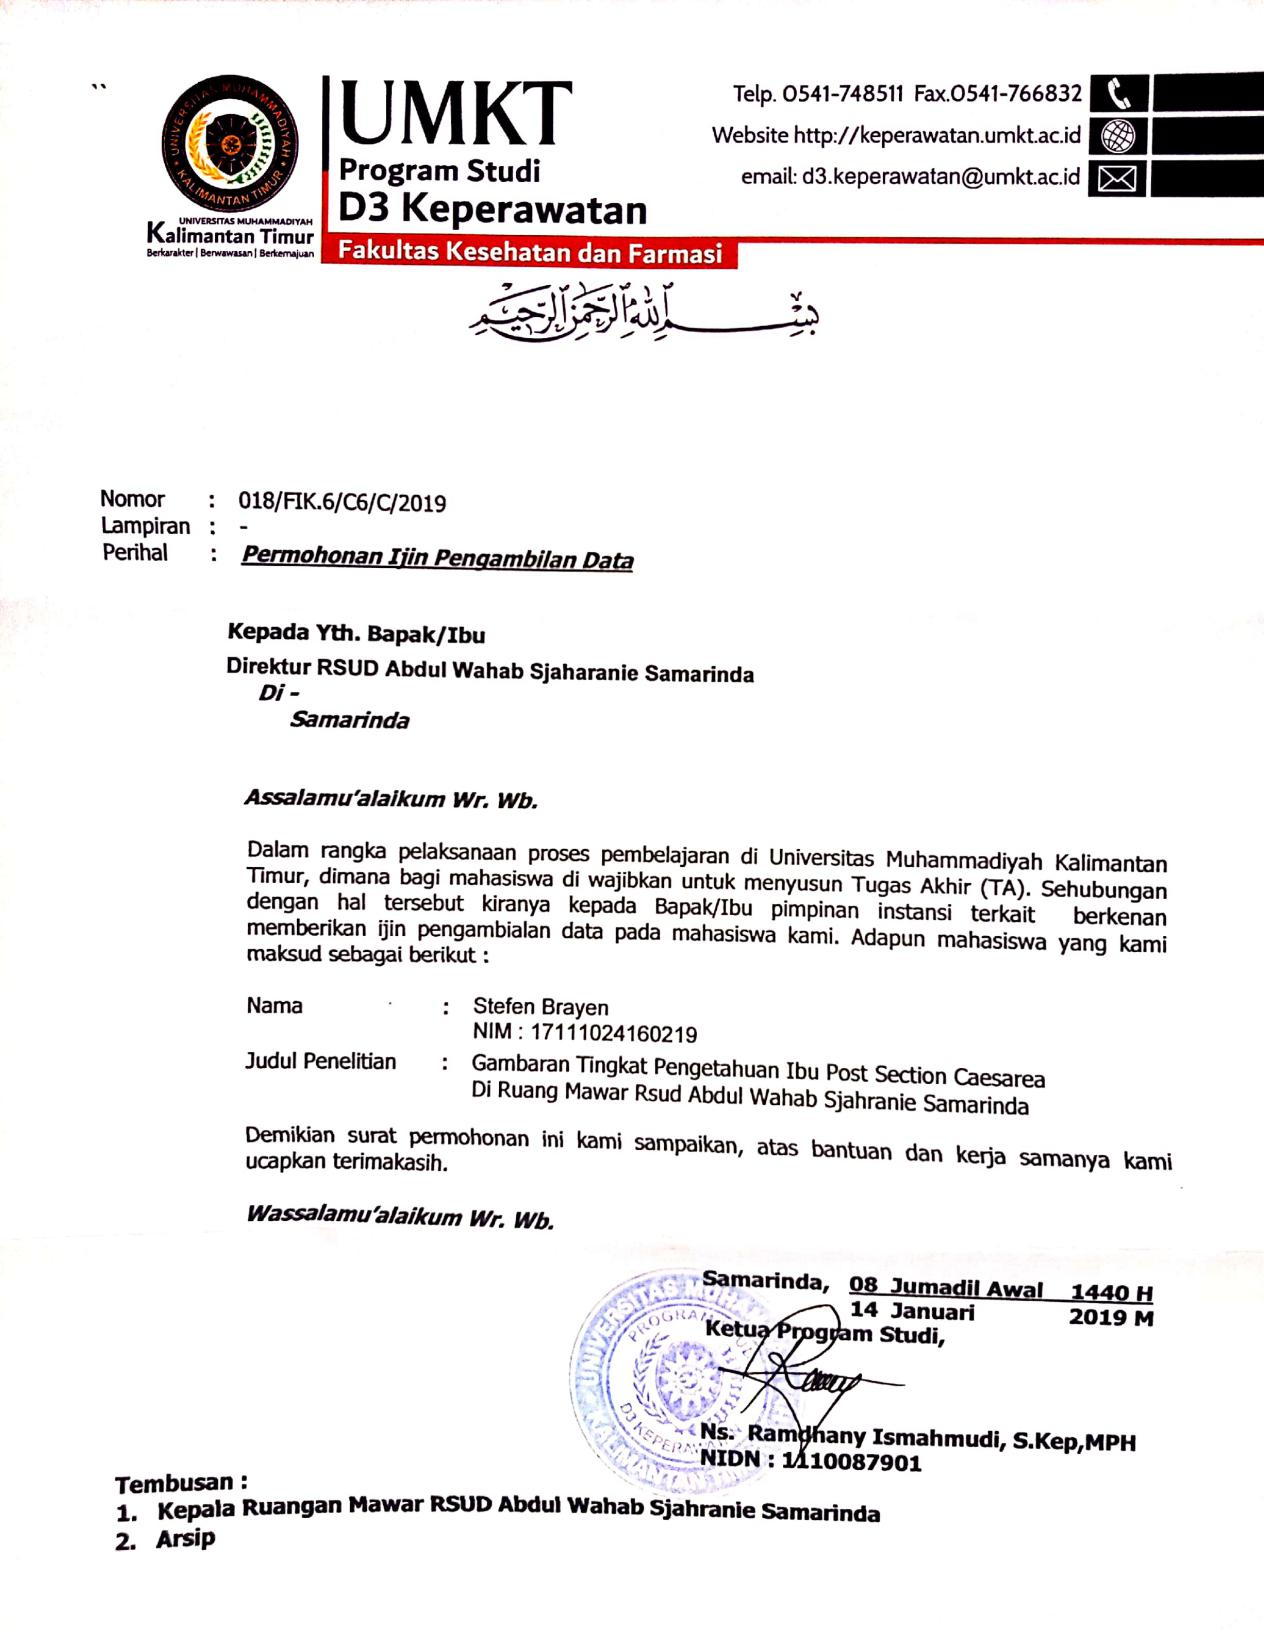 UNIVERSITAS MUHAMMADIYAH
KALIMANTAN TIMUR
UNIVERSITAS MUHAMMADIYAH
Kalimantan Timur
Berkarakter | Berwawasan | Berkemajuan
UMKT
Program Studi
D3 Keperawatan
Fakultas Kesehatan dan Farmasi
Telp. 0541-748511 Fax.0541-766832
Website http://keperawatan.umkt.ac.id
email: d3.keperawatan@umkt.ac.id
بِسْمِ اللهِ الرَّحْمٰنِ الرَّحِيْمِ
Nomor : 018/FIK.6/C6/C/2019
Lampiran : -
Perihal : Permohonan Ijin Pengambilan Data
Kepada Yth. Bapak/Ibu
Direktur RSUD Abdul Wahab Sjaharanie Samarinda
Di -
Samarinda
Assalamu’alaikum Wr. Wb.
Dalam rangka pelaksanaan proses pembelajaran di Universitas Muhammadiyah Kalimantan
Timur, dimana bagi mahasiswa di wajibkan untuk menyusun Tugas Akhir (TA). Sehubungan
dengan hal tersebut kiranya kepada Bapak/Ibu pimpinan instansi terkait berkenan
memberikan ijin pengambialan data pada mahasiswa kami. Adapun mahasiswa yang kami
maksud sebagai berikut :
Nama : Stefen Brayen
NIM : 17111024160219
Judul Penelitian : Gambaran Tingkat Pengetahuan Ibu Post Section Caesarea
Di Ruang Mawar Rsud Abdul Wahab Sjahranie Samarinda
Demikian surat permohonan ini kami sampaikan, atas bantuan dan kerja samanya kami
ucapkan terimakasih.
Wassalamu’alaikum Wr. Wb.
Samarinda, 08 Jumadil Awal 1440 H
14 Januari 2019 M
Ketua Program Studi,
Ns. Ramdhany Ismahmudi, S.Kep,MPH
NIDN : 1110087901
Tembusan :
1. Kepala Ruangan Mawar RSUD Abdul Wahab Sjahranie Samarinda
2. Arsip